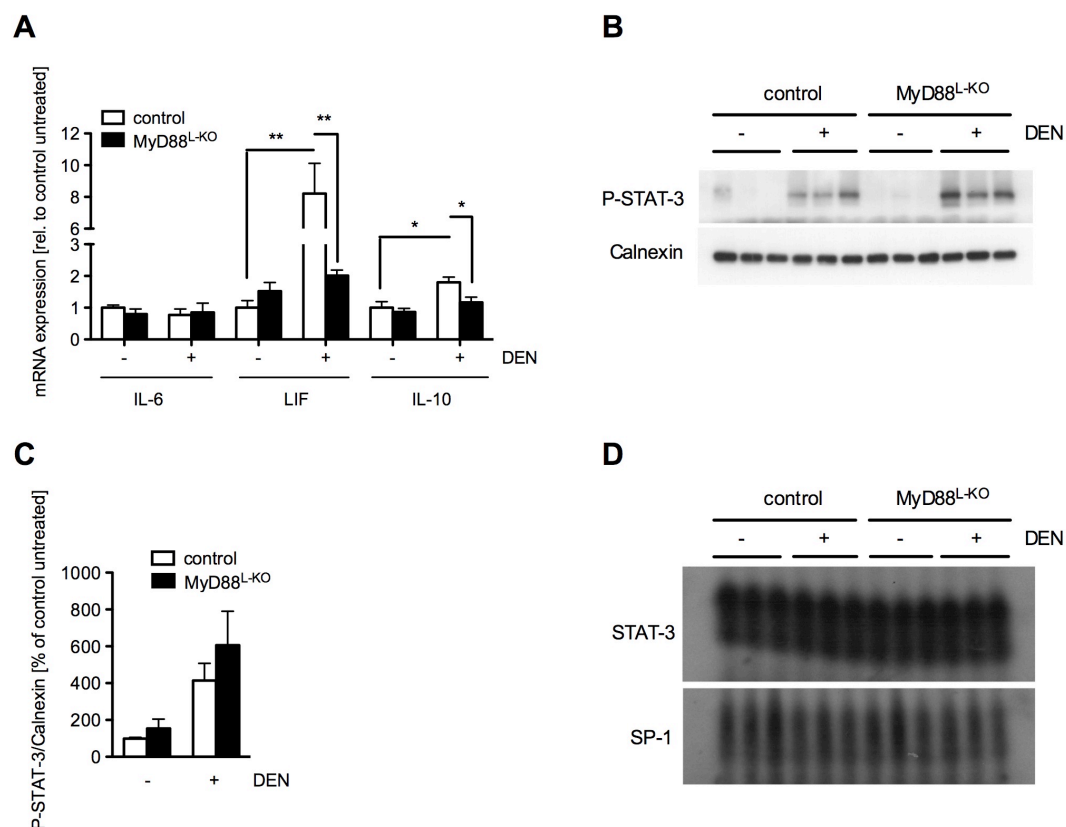 A
mRNA expression [rel. to control untreated]
control
MyD88L-KO
12
10
8
6
3
2
1
0
** ** * *
- + - + - + DEN
IL-6 LIF IL-10
B
control MyD88L-KO
- + - + DEN
P-STAT-3
Calnexin
C
P-STAT-3/Calnexin [% of control untreated]
control
MyD88L-KO
1000
800
600
400
200
0
- + DEN
D
control MyD88L-KO
- + - + DEN
STAT-3
SP-1